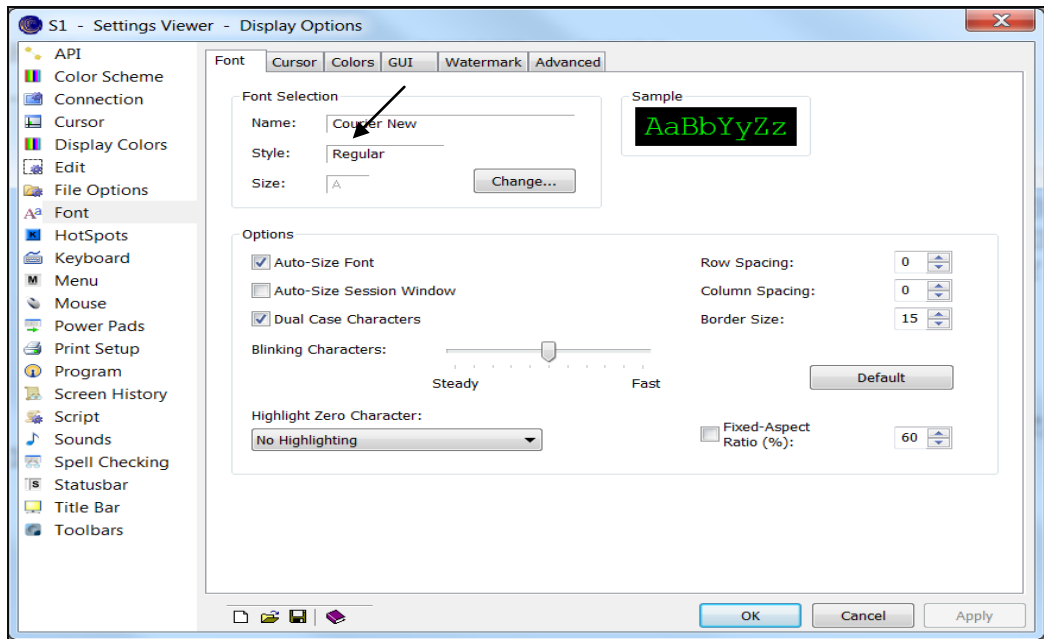 S1 - Settings Viewer - Display Options
API
Color Scheme
Connection
Cursor
Display Colors
Edit
File Options
Font
HotSpots
Keyboard
Menu
Mouse
Power Pads
Print Setup
Program
Screen History
Script
Sounds
Spell Checking
Statusbar
Title Bar
Toolbars
Font Cursor Colors GUI Watermark Advanced
Font Selection
Name: Courier New
Style: Regular
Size: A Change...
Sample
AaBbYyZz
Options
Auto-Size Font Row Spacing: 0
Auto-Size Session Window Column Spacing: 0
Dual Case Characters Border Size: 15
Blinking Characters:
Steady Fast
Default
Highlight Zero Character:
No Highlighting
Fixed-Aspect
Ratio (%): 60
OK Cancel Apply